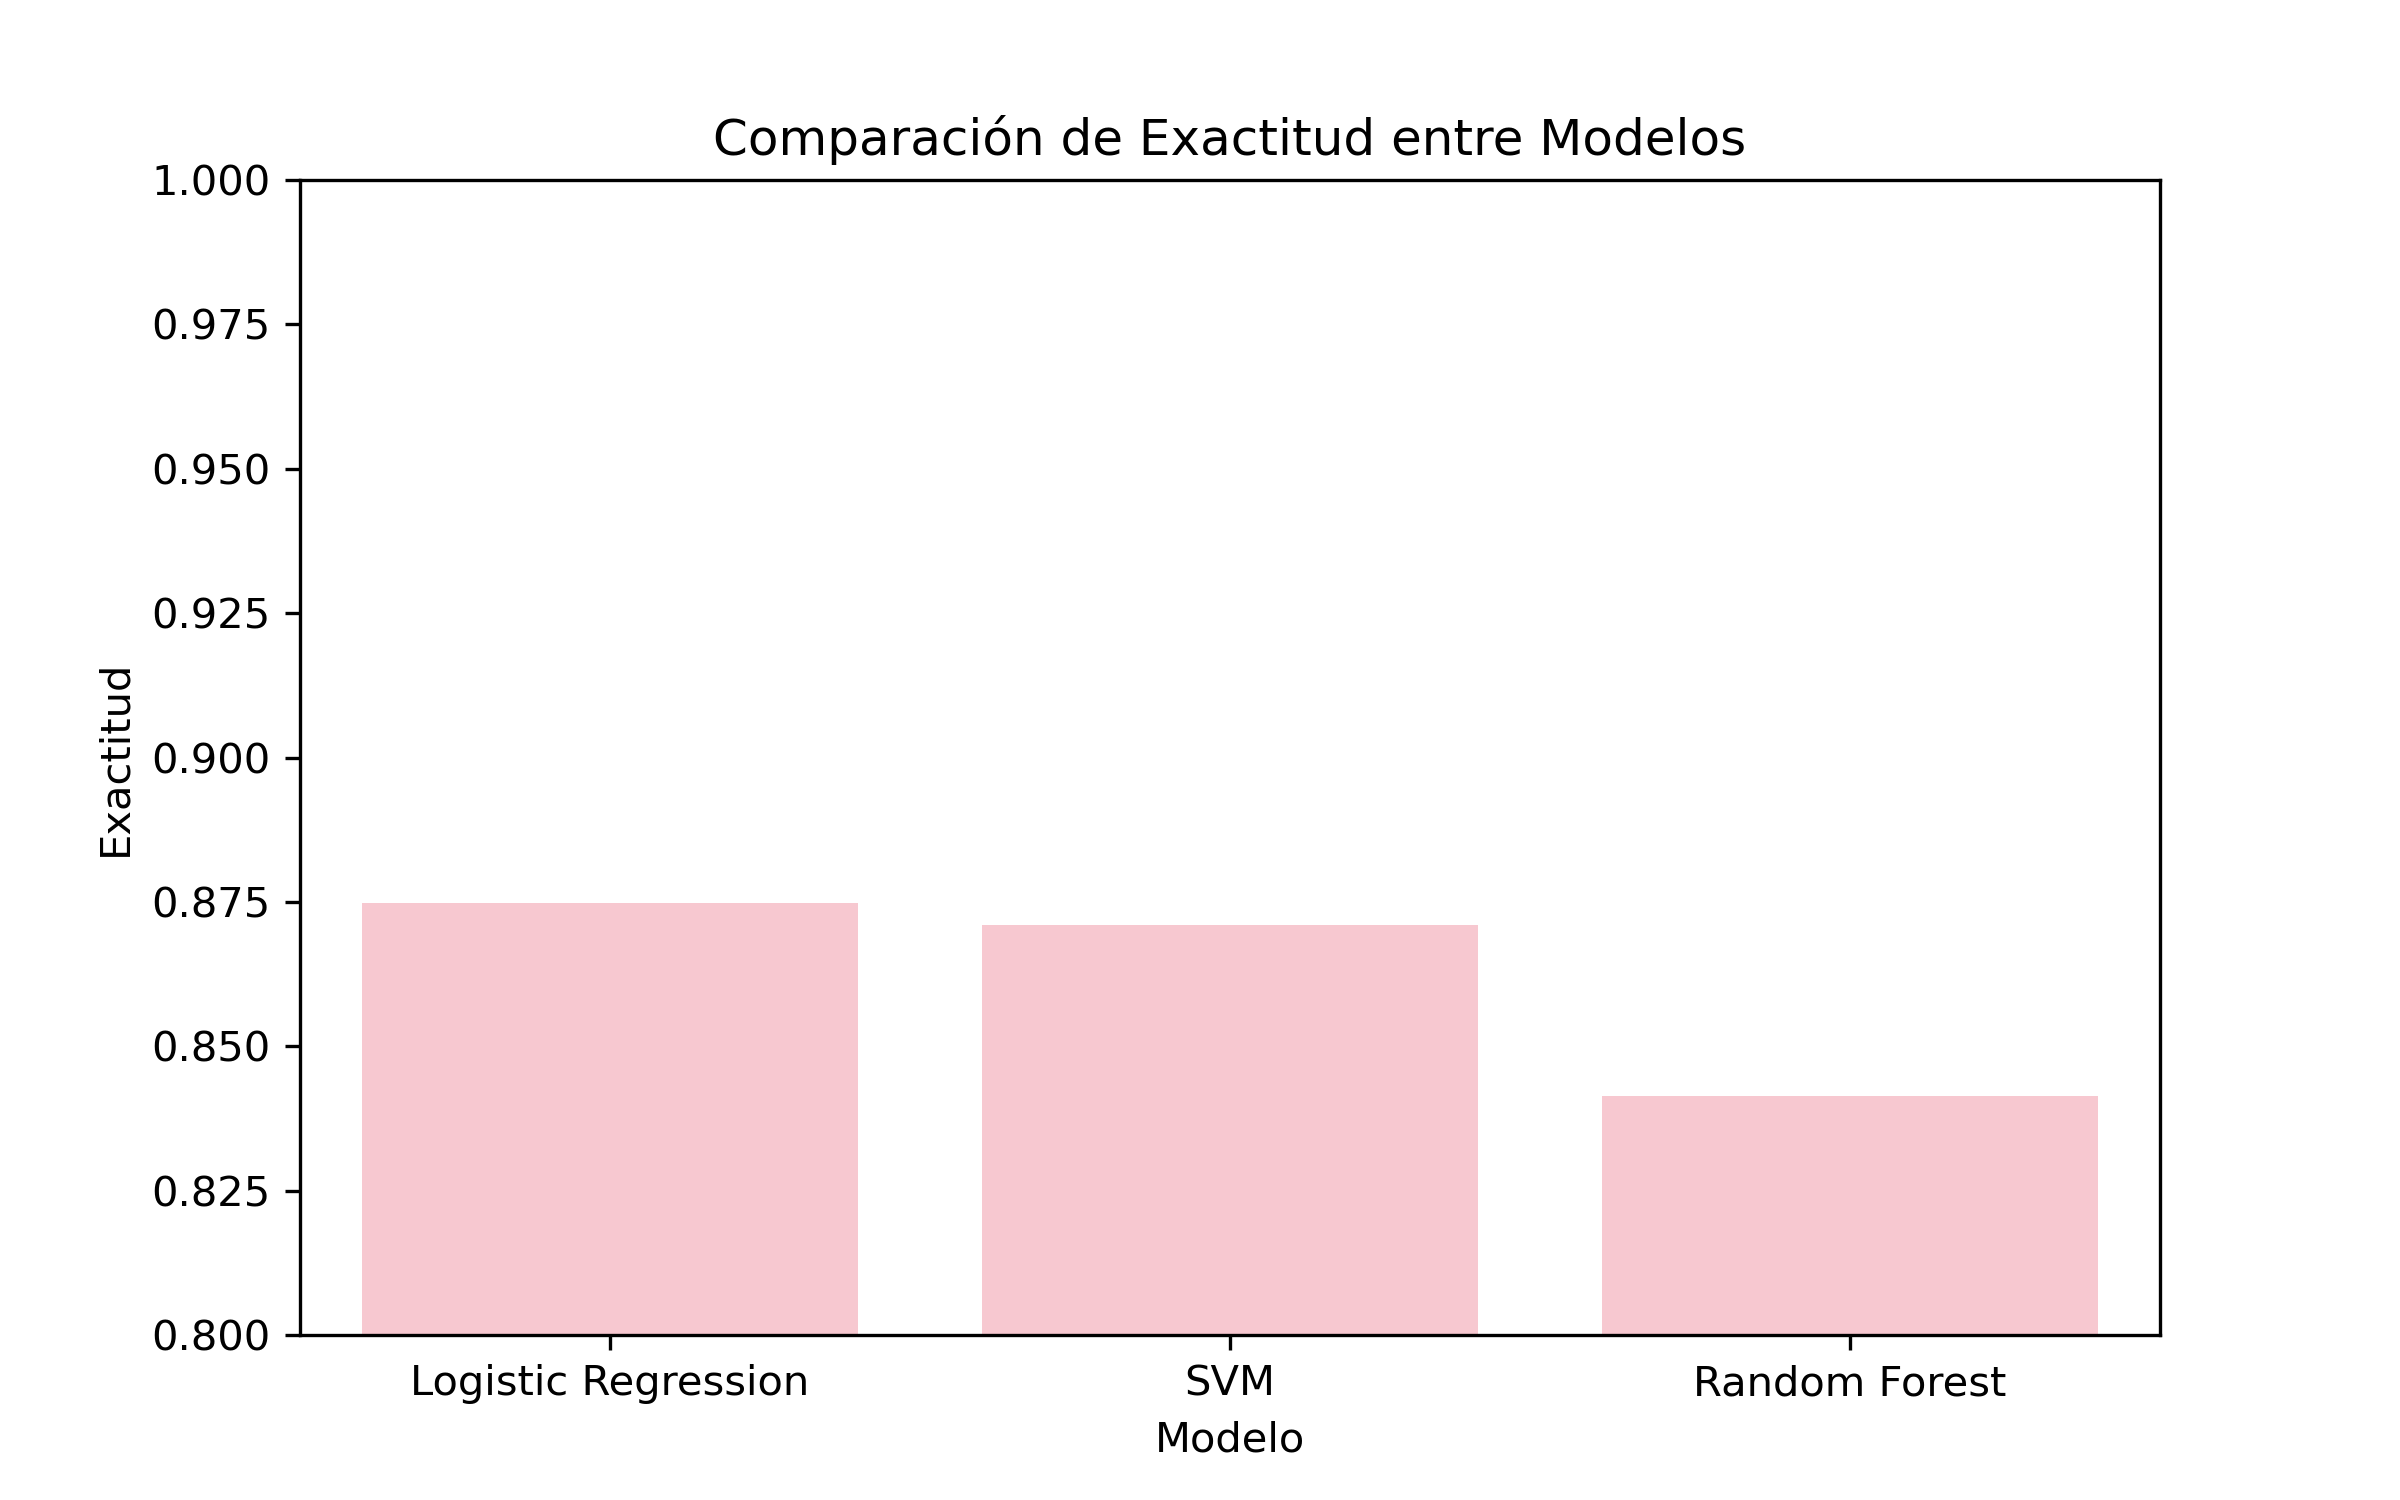 Comparación de Exactitud entre Modelos
1.000
0.975
0.950
0.925
0.900
0.875
0.850
0.825
0.800
Exactitud
Logistic Regression
SVM
Random Forest
Modelo